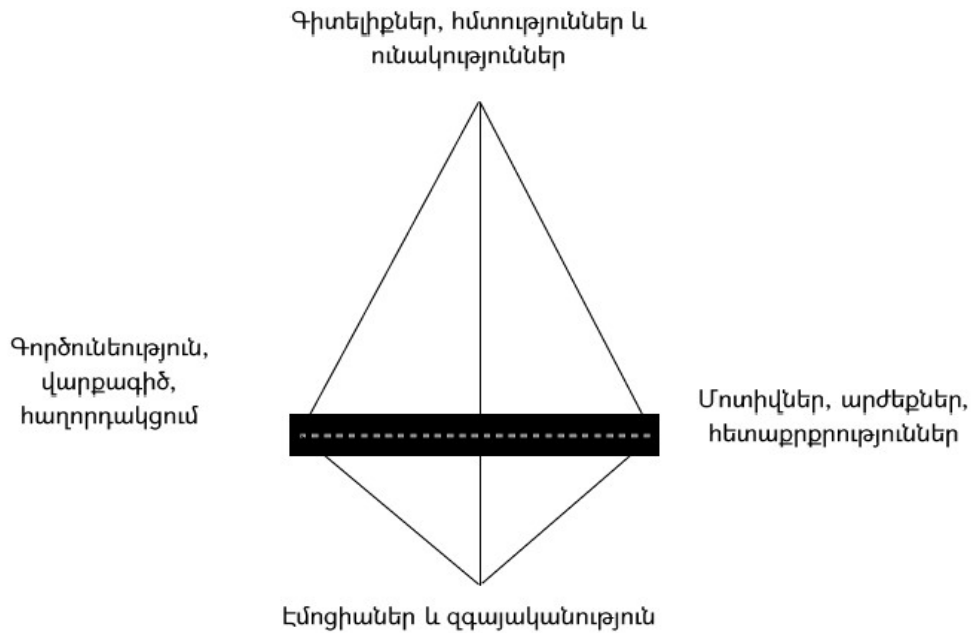 Գիտելիքներ, հմտություններ և
ունակություններ
Գործունեություն,
վարքագիծ,
հաղորդակցում
Մոտիվներ, արժեքներ,
հետաքրքրություններ
Էմոցիաներ և զգայականություն